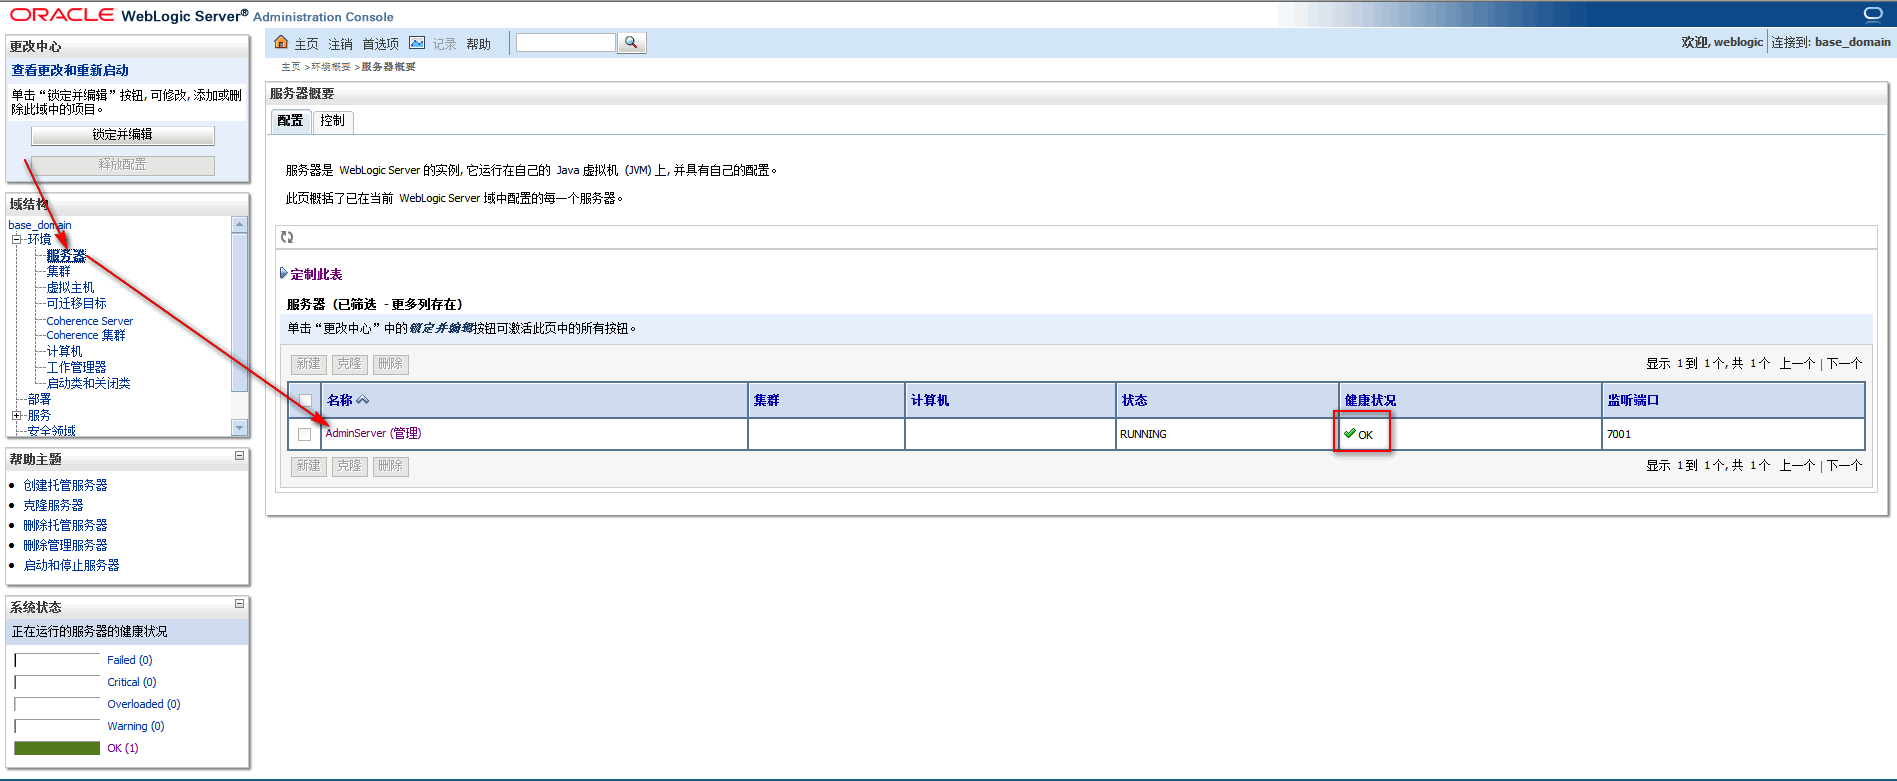 ORACLE WebLogic Server® Administration Console
更改中心
查看更改和重新启动
单击“锁定并编辑”按钮, 可修改, 添加或删
除此域中的项目。
锁定并编辑
释放配置
域结构
base_domain
环境
服务器
集群
虚拟主机
可迁移目标
Coherence Server
Coherence 集群
计算机
工作管理器
启动类和关闭类
部署
服务
安全领域
帮助主题
创建托管服务器
克隆服务器
删除托管服务器
删除管理服务器
启动和停止服务器
系统状态
正在运行的服务器的健康状况
Failed (0)
Critical (0)
Overloaded (0)
Warning (0)
OK (1)
主页 注销 首选项 记录 帮助
欢迎, weblogic 连接到: base_domain
主页 >环境概要 >服务器概要
服务器概要
配置 控制
服务器是 WebLogic Server 的实例, 它运行在自己的 Java 虚拟机 (JVM) 上, 并具有自己的配置。
此页概括了已在当前 WebLogic Server 域中配置的每一个服务器。
定制此表
服务器 (已筛选 - 更多列存在)
单击“更改中心”中的锁定并编辑按钮可激活此页中的所有按钮。
新建 克隆 删除 显示 1 到 1 个, 共 1 个 上一个 | 下一个
名称 集群 计算机 状态 健康状况 监听端口
AdminServer (管理) RUNNING OK 7001
新建 克隆 删除 显示 1 到 1 个, 共 1 个 上一个 | 下一个